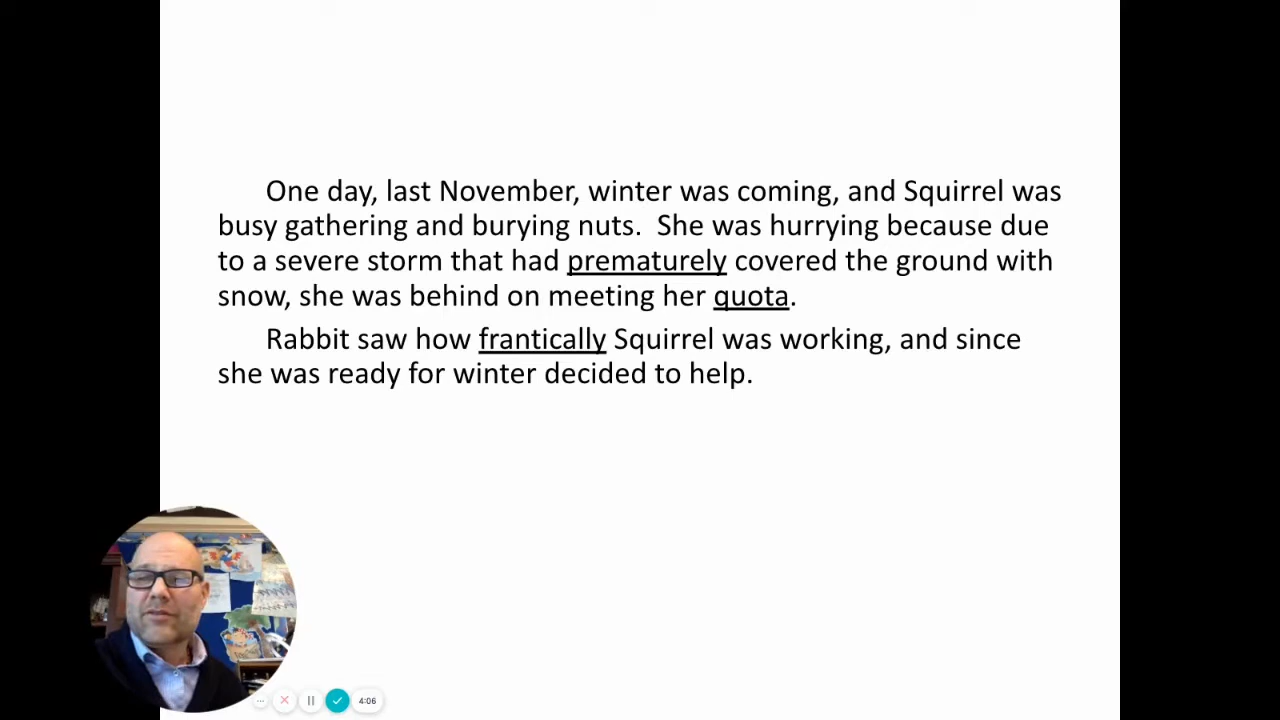 One day, last November, winter was coming, and Squirrel was
busy gathering and burying nuts.  She was hurrying because due
to a severe storm that had prematurely covered the ground with
snow, she was behind on meeting her quota.
Rabbit saw how frantically Squirrel was working, and since
she was ready for winter decided to help.
4:06